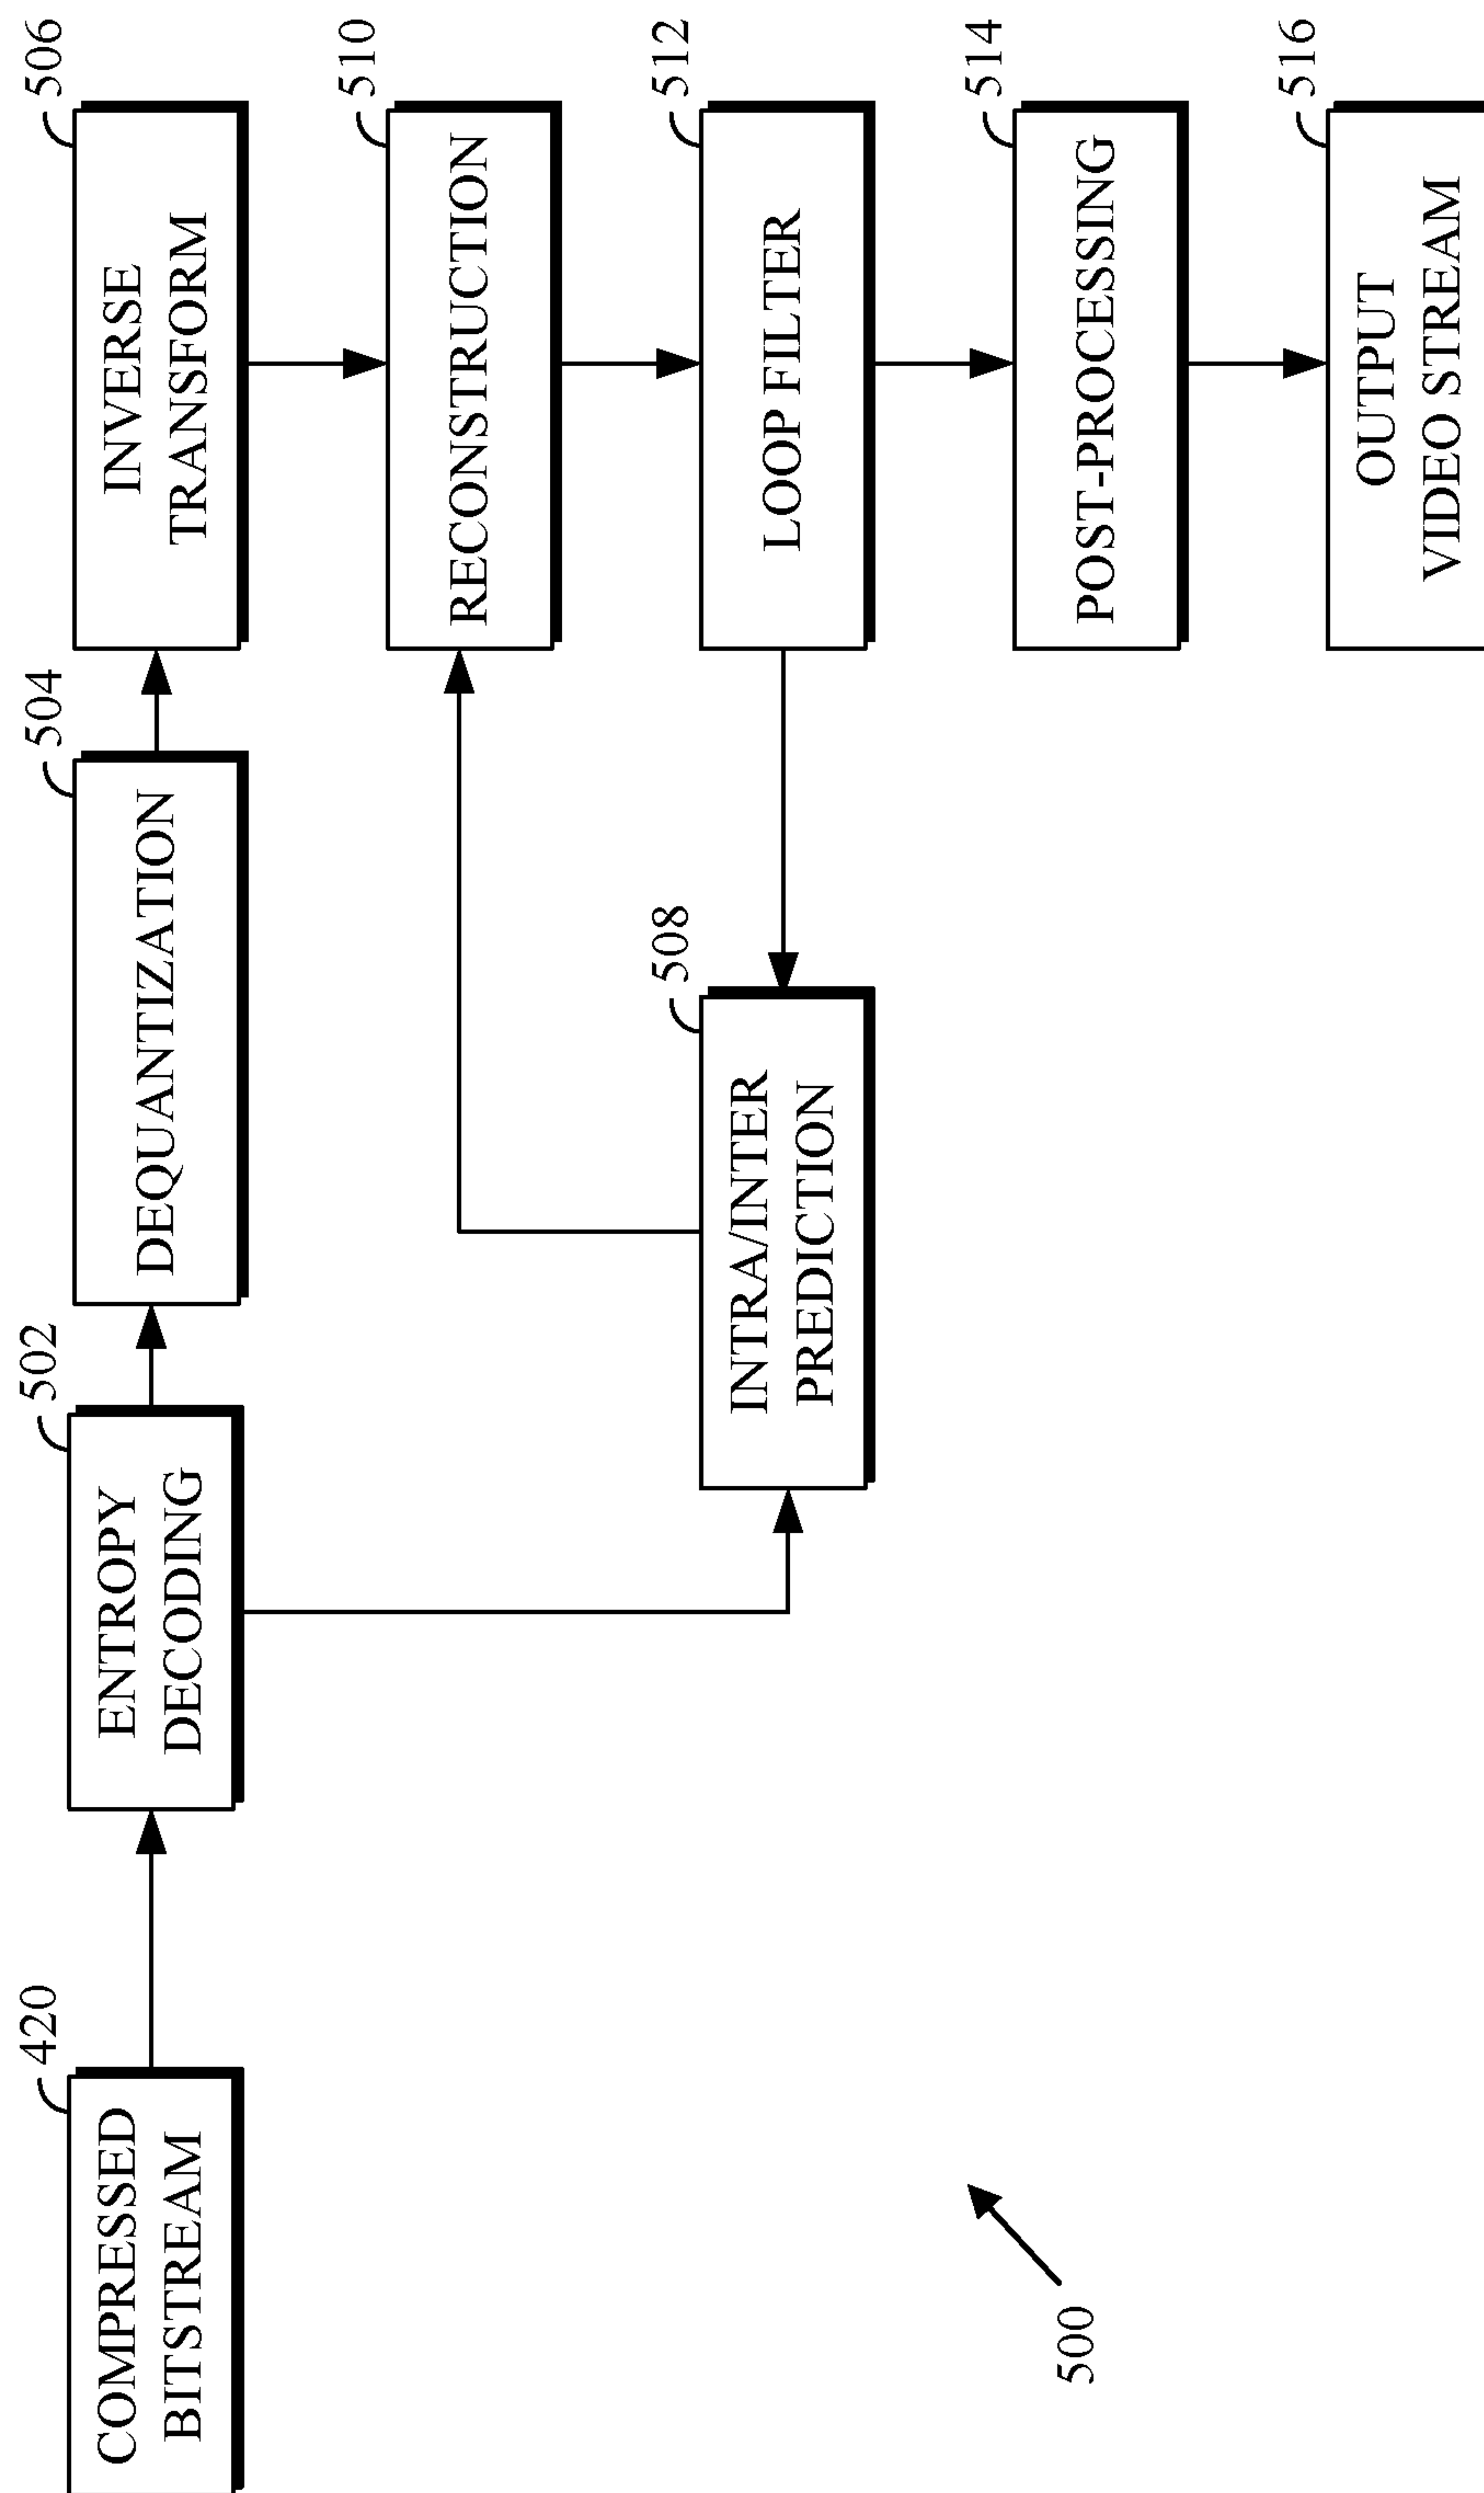 420
COMPRESSED
BITSTREAM
502
ENTROPY
DECODING
504
DEQUANTIZATION
506
INVERSE
TRANSFORM
510
RECONSTRUCTION
508
INTRA/INTER
PREDICTION
512
LOOP FILTER
514
POST-PROCESSING
516
OUTPUT
VIDEO STREAM
500